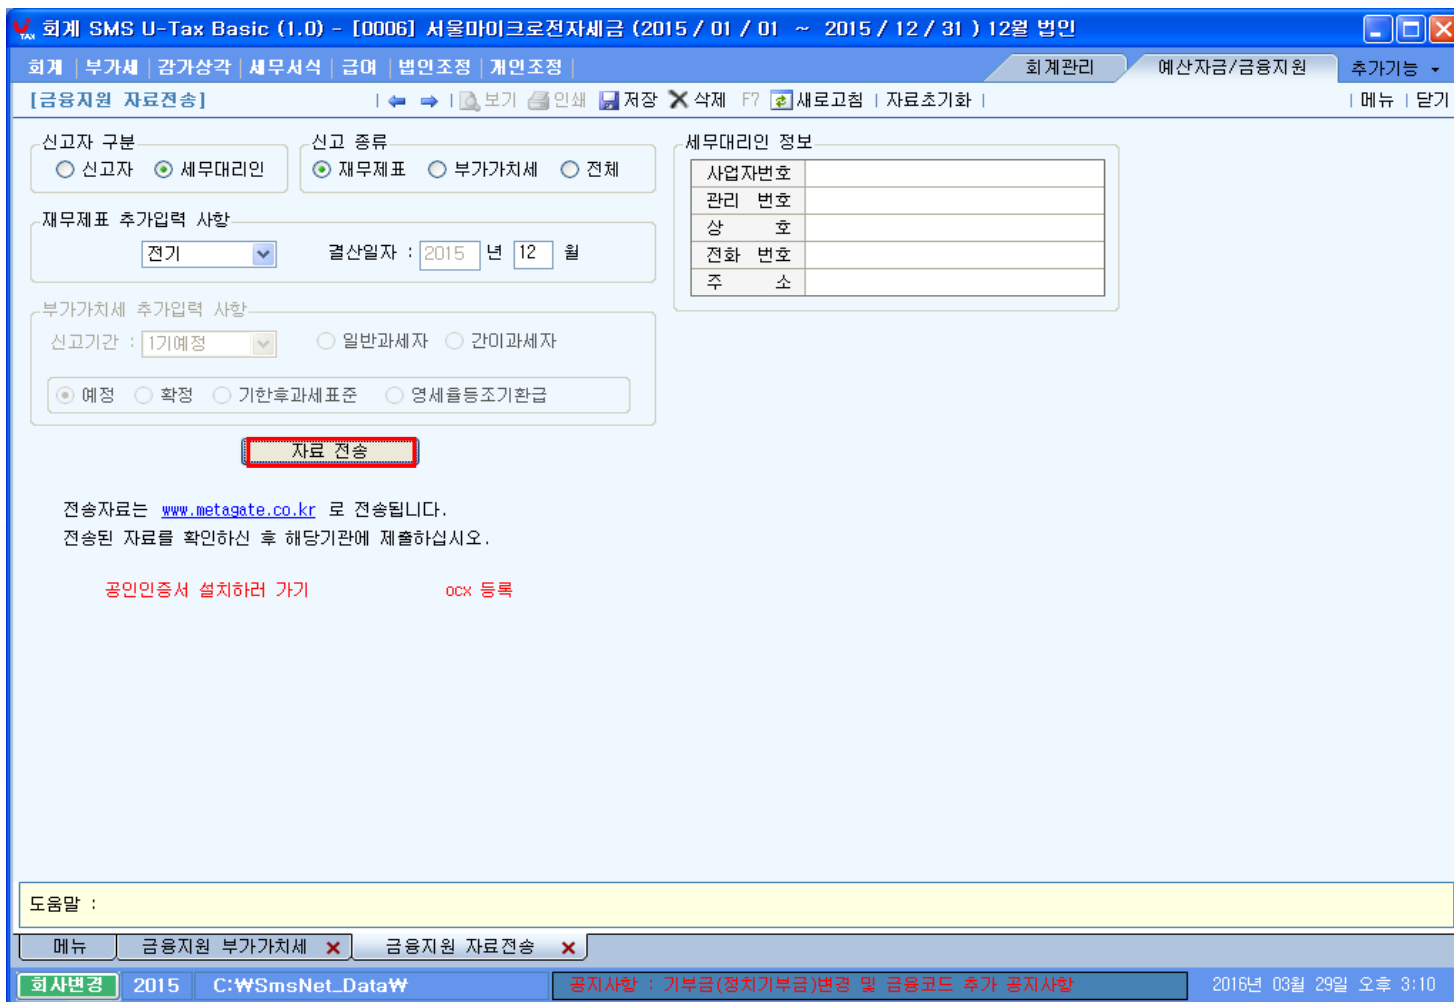 TAX 회계 SMS U-Tax Basic (1.0) - [0006] 서울마이크로전자세금 (2015 / 01 / 01 ~ 2015 / 12 / 31 ) 12월 법인
회계 | 부가세 | 감가상각 | 세무서식 | 급여 | 법인조정 | 개인조정 | 회계관리 예산자금/금융지원 추가기능
[금융지원 자료전송] | 보기 인쇄 저장 삭제 F7 새로고침 | 자료초기화 | | 메뉴 | 닫기
신고자 구분
신고자 세무대리인
신고 종류
재무제표 부가가치세 전체
세무대리인 정보
사업자번호
관리 번호
상 호
전화 번호
주 소
재무제표 추가입력 사항
전기 결산일자 : 2015 년 12 월
부가가치세 추가입력 사항
신고기간 : 1기예정 일반과세자 간이과세자
예정 확정 기한후과세표준 영세율등조기환급
자료 전송
전송자료는 www.metagate.co.kr 로 전송됩니다.
전송된 자료를 확인하신 후 해당기관에 제출하십시오.
공인인증서 설치하러 가기 ocx 등록
도움말 :
메뉴 금융지원 부가가치세 금융지원 자료전송
회사변경 2015 C:₩SmsNet_Data₩ 공지사항 : 기부금(정치기부금)변경 및 금융코드 추가 공지사항 2016년 03월 29일 오후 3:10